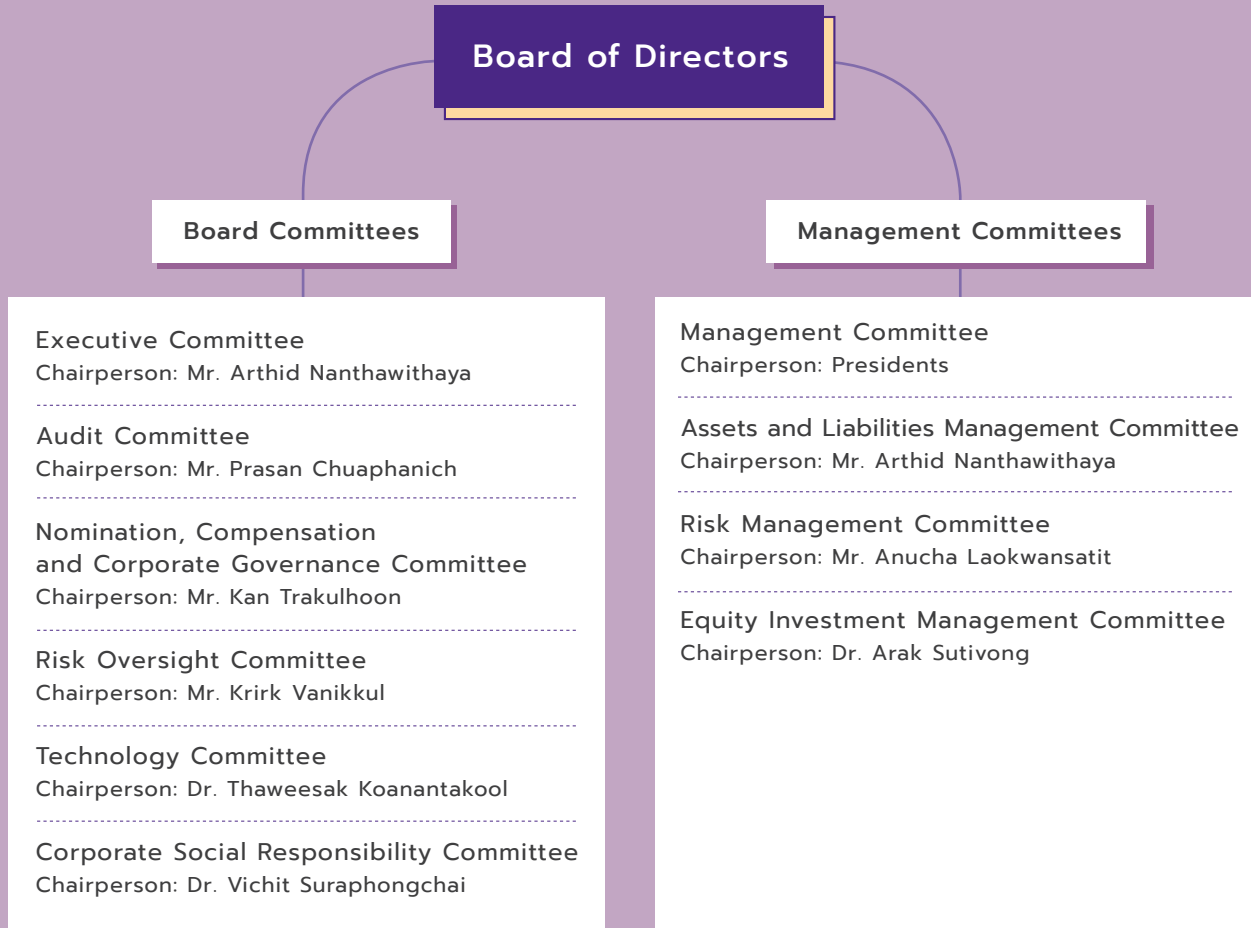 Board of Directors
Board Committees
Executive Committee
Chairperson: Mr. Arthid Nanthawithaya
Audit Committee
Chairperson: Mr. Prasan Chuaphanich
Nomination, Compensation
and Corporate Governance Committee
Chairperson: Mr. Kan Trakulhoon
Risk Oversight Committee
Chairperson: Mr. Krirk Vanikkul
Technology Committee
Chairperson: Dr. Thaweesak Koanantakool
Corporate Social Responsibility Committee
Chairperson: Dr. Vichit Suraphongchai
Management Committees
Management Committee
Chairperson: Presidents
Assets and Liabilities Management Committee
Chairperson: Mr. Arthid Nanthawithaya
Risk Management Committee
Chairperson: Mr. Anucha Laokwansatit
Equity Investment Management Committee
Chairperson: Dr. Arak Sutivong